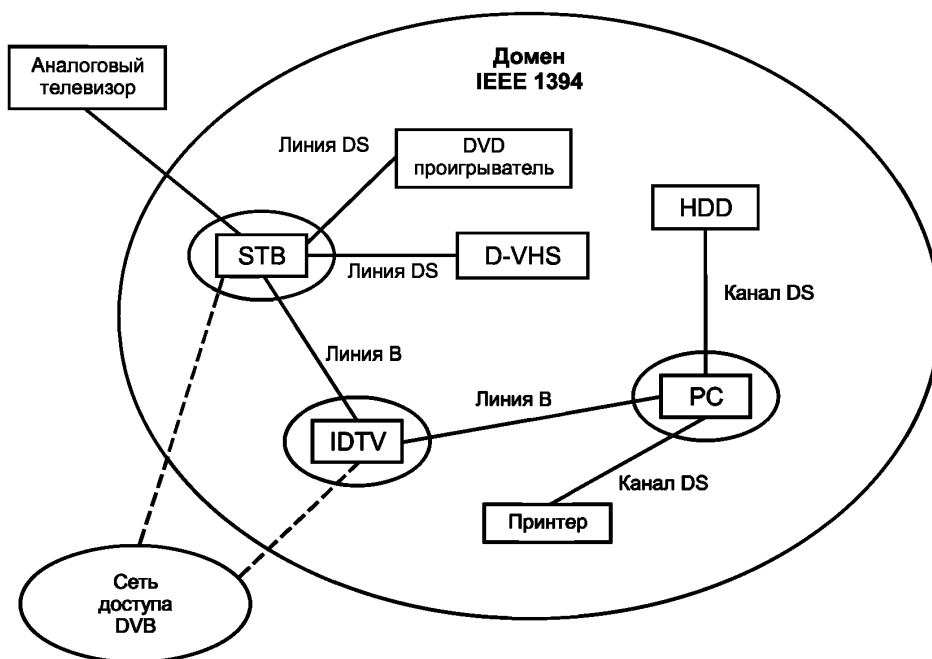 Домен
IEEE 1394
Аналоговый
телевизор
Линия DS
DVD
проигрыватель
HDD
STB
D-VHS
Линия DS
Канал DS
Линия B
Линия B
PC
IDTV
Канал DS
Принтер
Сеть
доступа
DVB